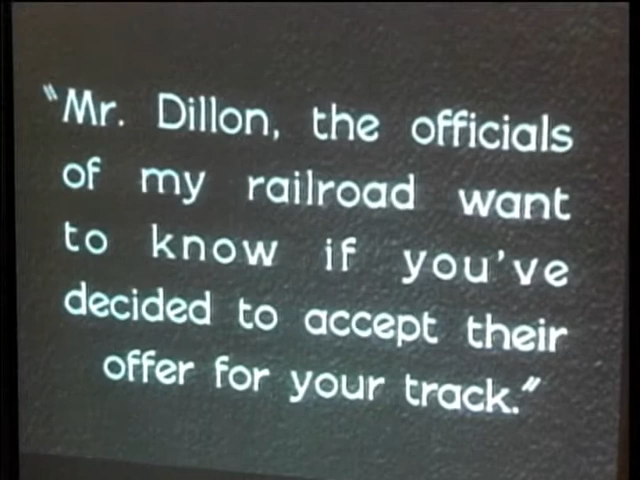 "Mr. Dillon, the officials
of my railroad want
to know if you've
decided to accept their
offer for your track."